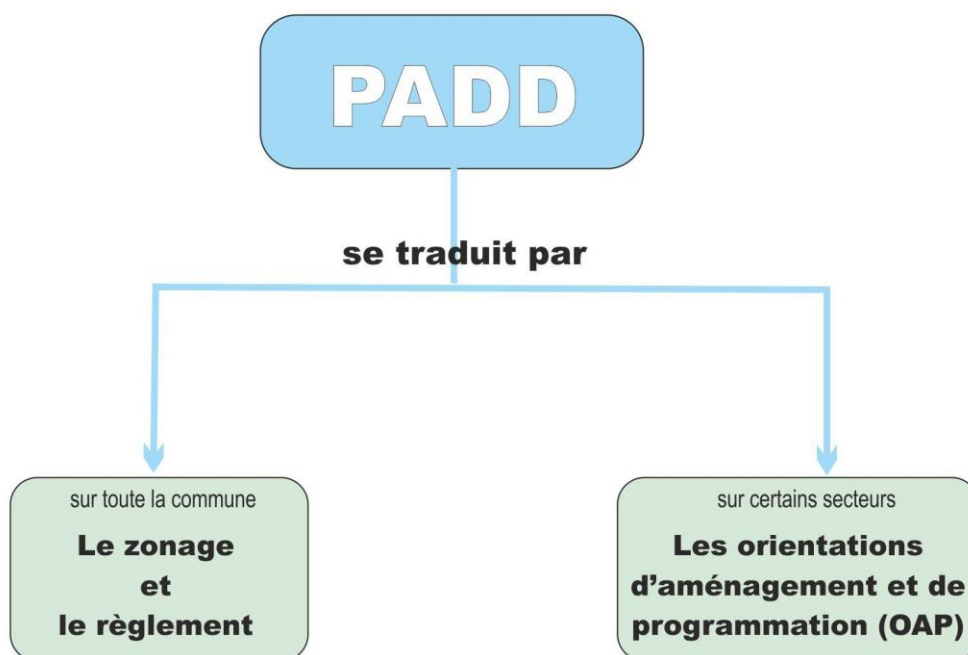 PADD
se traduit par
sur toute la commune
Le zonage
et
le règlement
sur certains secteurs
Les orientations
d’aménagement et de
programmation (OAP)